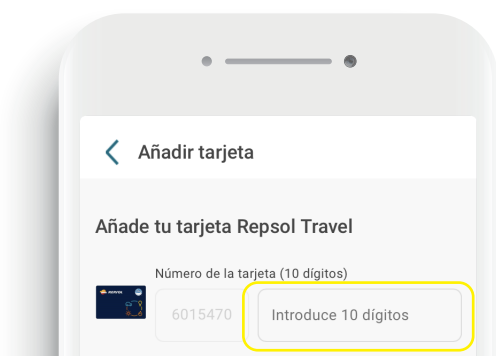 Añadir tarjeta
Añade tu tarjeta Repsol Travel
Número de la tarjeta (10 dígitos)
6015470
Introduce 10 dígitos